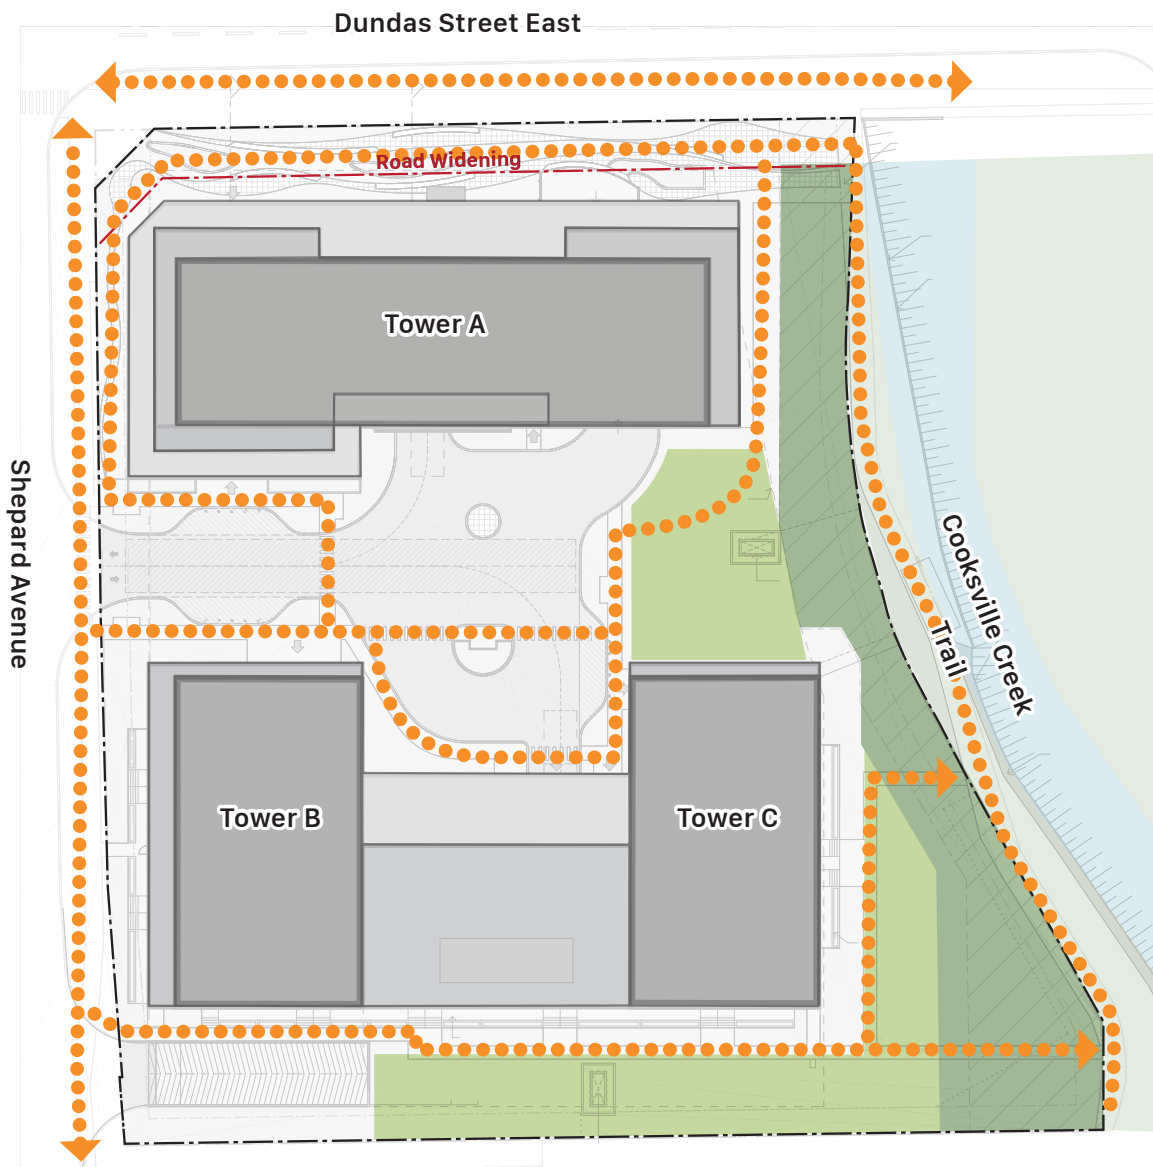 Dundas Street East
Road Widening
Tower A
Shepard Avenue
Cooksville Creek
Trail
Tower B
Tower C